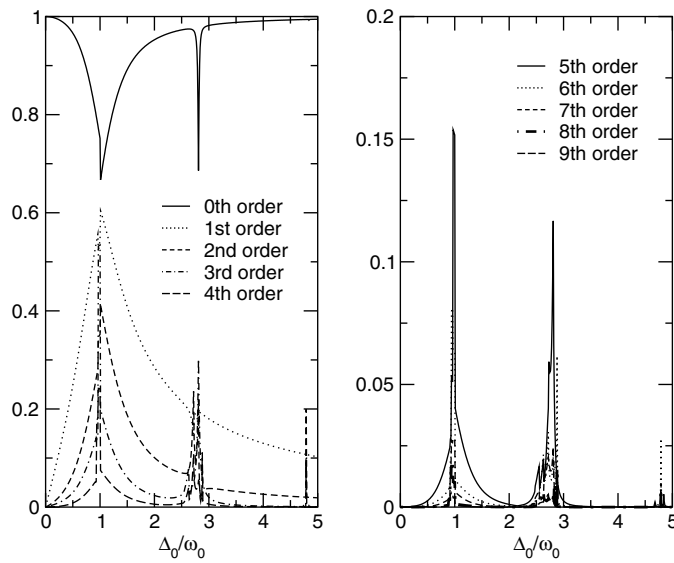 1
0.8
0.6
0.4
0.2
0
0th order
1st order
2nd order
3rd order
4th order
0 1 2 3 4 5
Δ₀/ω₀
0.2
0.15
0.1
0.05
0
5th order
6th order
7th order
8th order
9th order
0 1 2 3 4 5
Δ₀/ω₀